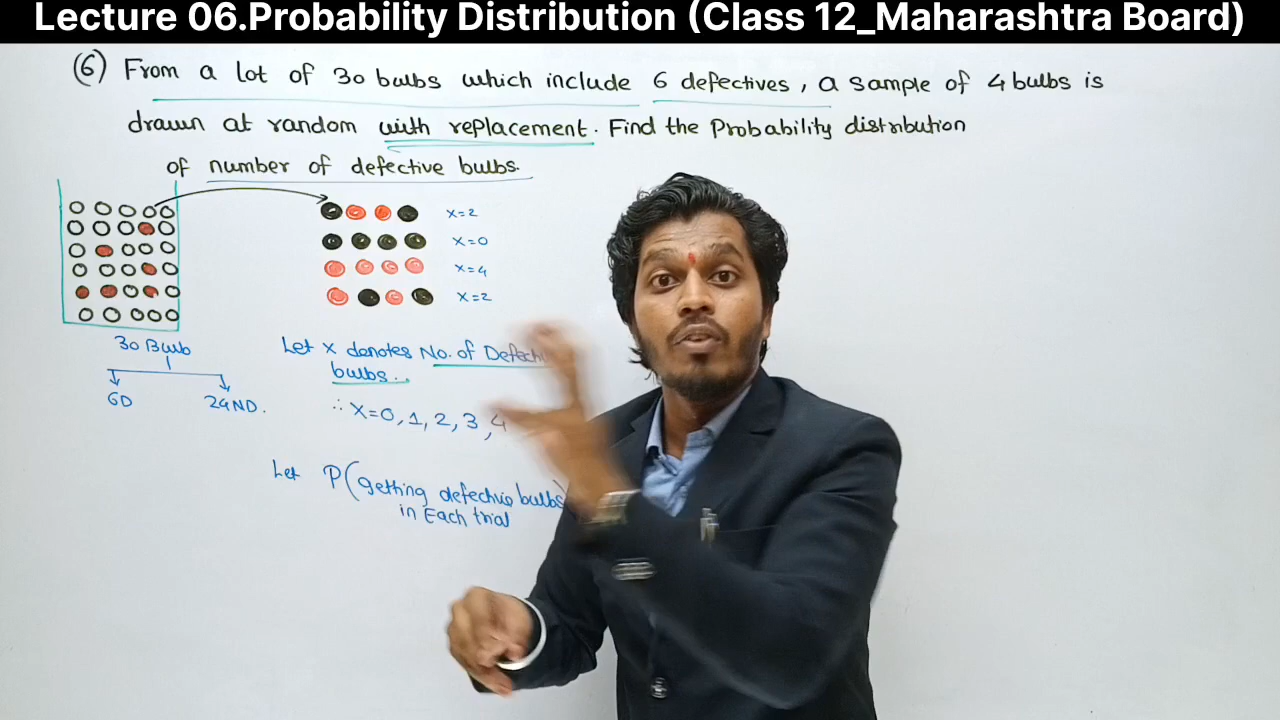 Lecture 06.Probability Distribution (Class 12_Maharashtra Board)
(6) From a lot of 30 bulbs which include 6 defectives, a sample of 4 bulbs is
drawn at random with replacement. Find the Probability distribution
of number of defective bulbs.
X=2
X=0
X=4
X=2
30 Bulb
6D 24ND.
Let X denotes No. of Defecti
bulbs..
∴ X=0,1,2,3,4
Let P(getting defective bulbs
in Each trial